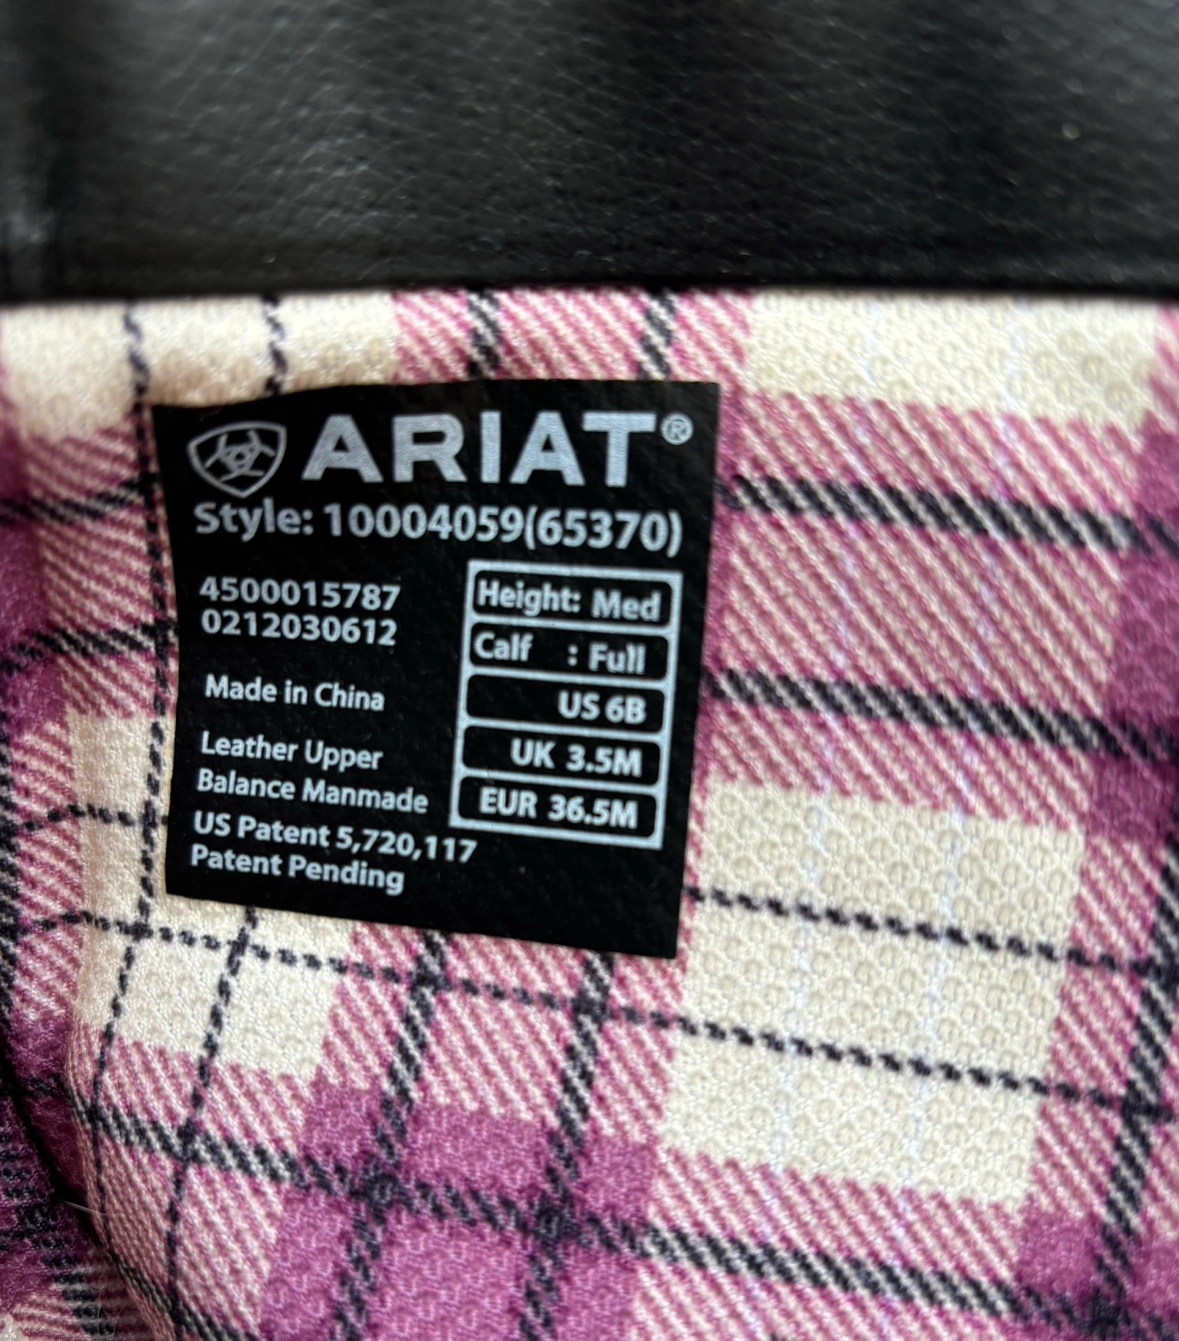 ARIAT®
Style: 10004059(65370)
4500015787
0212030612
Made in China
Leather Upper
Balance Manmade
US Patent 5,720,117
Patent Pending
Height: Med
Calf : Full
US 6B
UK 3.5M
EUR 36.5M